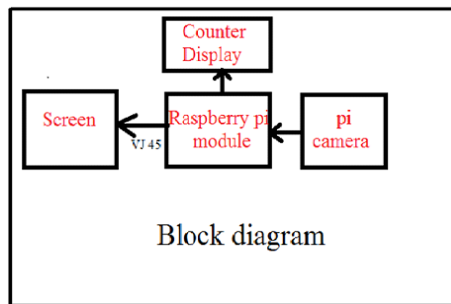 Counter
Display
Screen
Raspberry pi
module
pi
camera
VJ 45
Block diagram